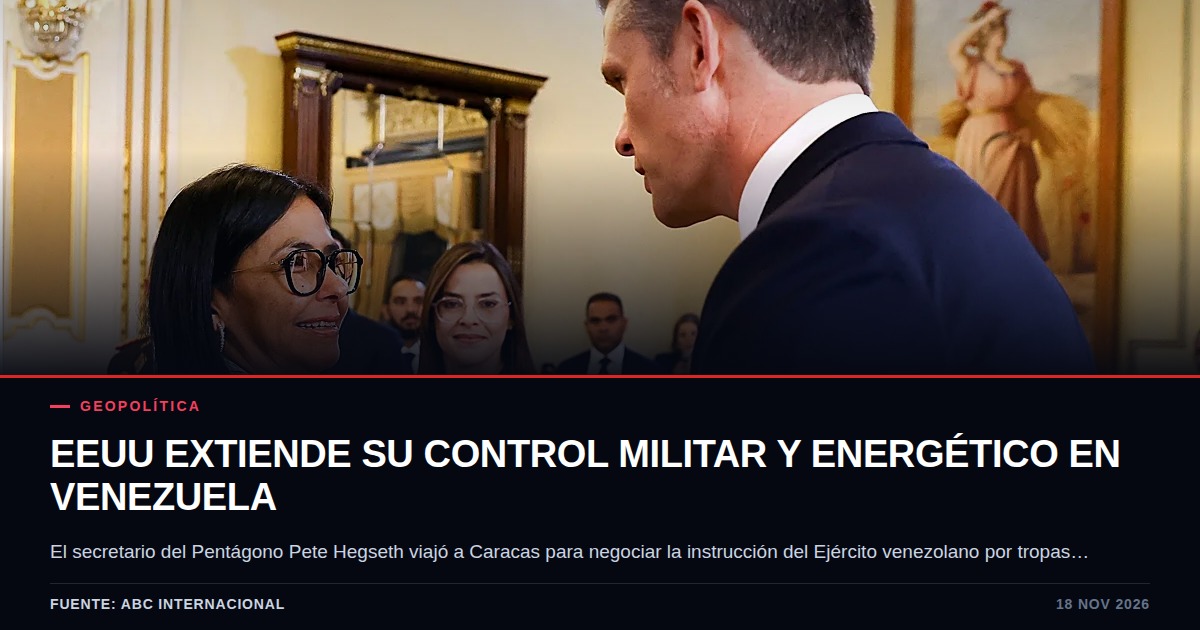 GEOPOLÍTICA
EEUU EXTIENDE SU CONTROL MILITAR Y ENERGÉTICO EN
VENEZUELA
El secretario del Pentágono Pete Hegseth viajó a Caracas para negociar la instrucción del Ejército venezolano por tropas…
FUENTE: ABC INTERNACIONAL
18 NOV 2026